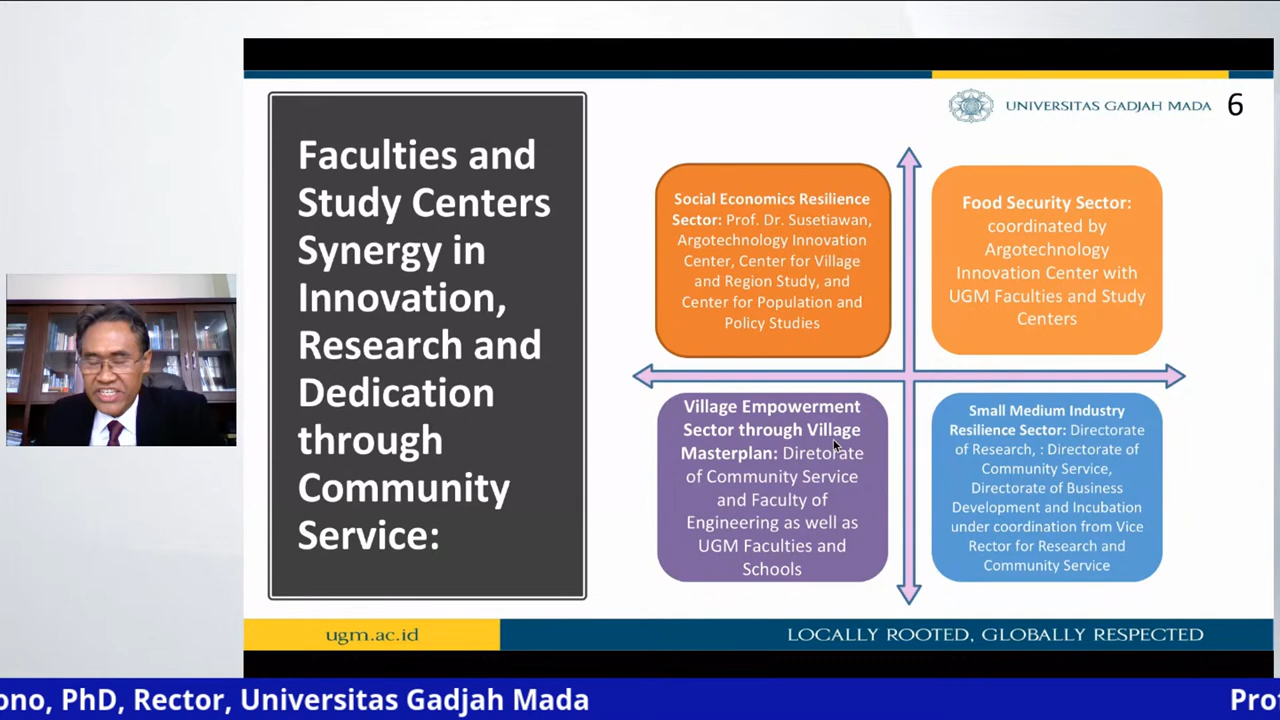 UNIVERSITAS GADJAH MADA
6
Faculties and
Study Centers
Synergy in
Innovation,
Research and
Dedication
through
Community
Service:
Social Economics Resilience
Sector: Prof. Dr. Susetiawan,
Argotechnology Innovation
Center, Center for Village
and Region Study, and
Center for Population and
Policy Studies
Food Security Sector:
coordinated by
Argotechnology
Innovation Center with
UGM Faculties and Study
Centers
Village Empowerment
Sector through Village
Masterplan: Diretorate
of Community Service
and Faculty of
Engineering as well as
UGM Faculties and
Schools
Small Medium Industry
Resilience Sector: Directorate
of Research, : Directorate of
Community Service,
Directorate of Business
Development and Incubation
under coordination from Vice
Rector for Research and
Community Service
ugm.ac.id
LOCALLY ROOTED, GLOBALLY RESPECTED
ono, PhD, Rector, Universitas Gadjah Mada
Pro